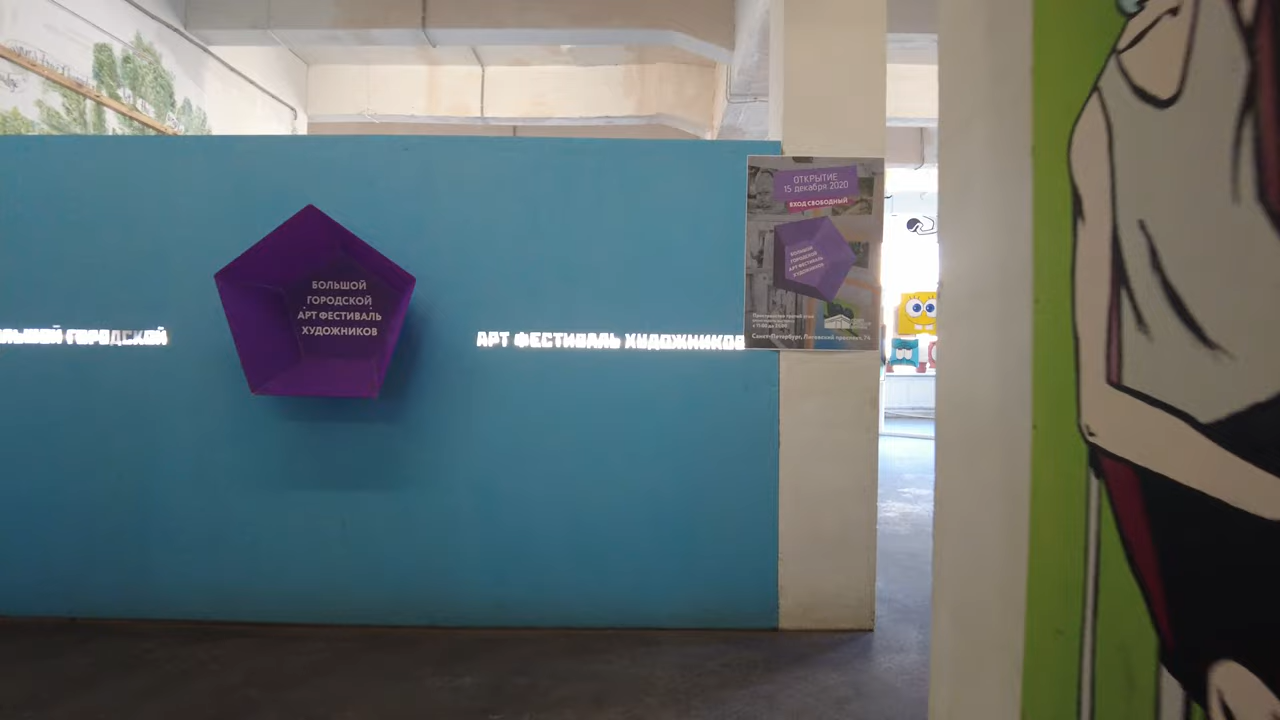 БОЛЬШОЙ
ГОРОДСКОЙ
АРТ ФЕСТИВАЛЬ
ХУДОЖНИКОВ
ГОРОДСКОЙ
АРТ ФЕСТИВАЛЬ ХУДОЖНИКОВ
ОТКРЫТИЕ
15 декабря 2020
ВХОД СВОБОДНЫЙ
БОЛЬШОЙ
ГОРОДСКОЙ
АРТ ФЕСТИВАЛЬ
ХУДОЖНИКОВ
Санкт-Петербург, Лиговский проспект, 74